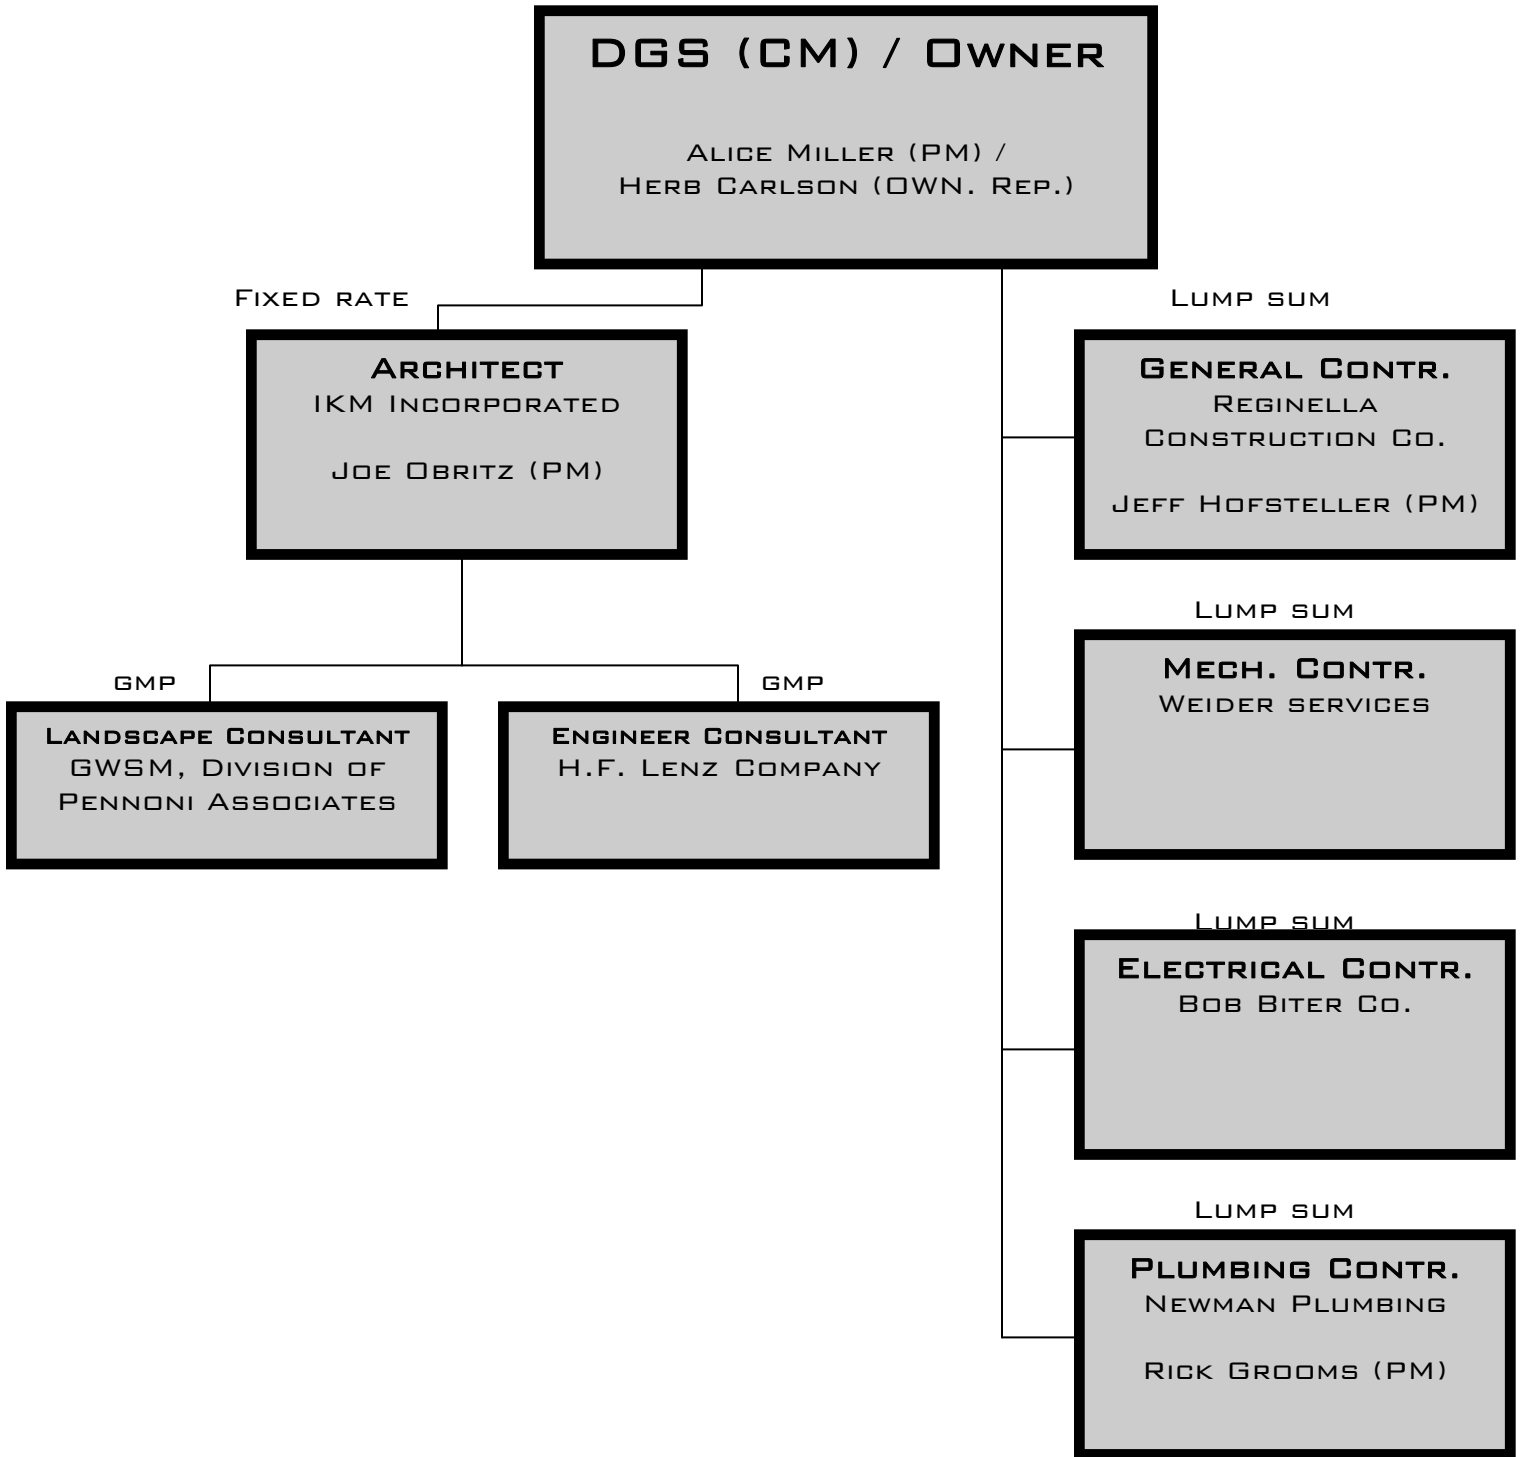 DGS (CM) / Owner
Alice Miller (PM) /
Herb Carlson (OWN. Rep.)
Fixed rate
Lump sum
Architect
IKM Incorporated
Joe Obritz (PM)
General Contr.
Reginella
Construction Co.
Jeff Hofsteller (PM)
Lump sum
Mech. Contr.
Weider services
GMP
GMP
Landscape Consultant
GWSM, Division of
Pennoni Associates
Engineer Consultant
H.F. Lenz Company
Lump sum
Electrical Contr.
Bob Biter Co.
Lump sum
Plumbing Contr.
Newman Plumbing
Rick Grooms (PM)